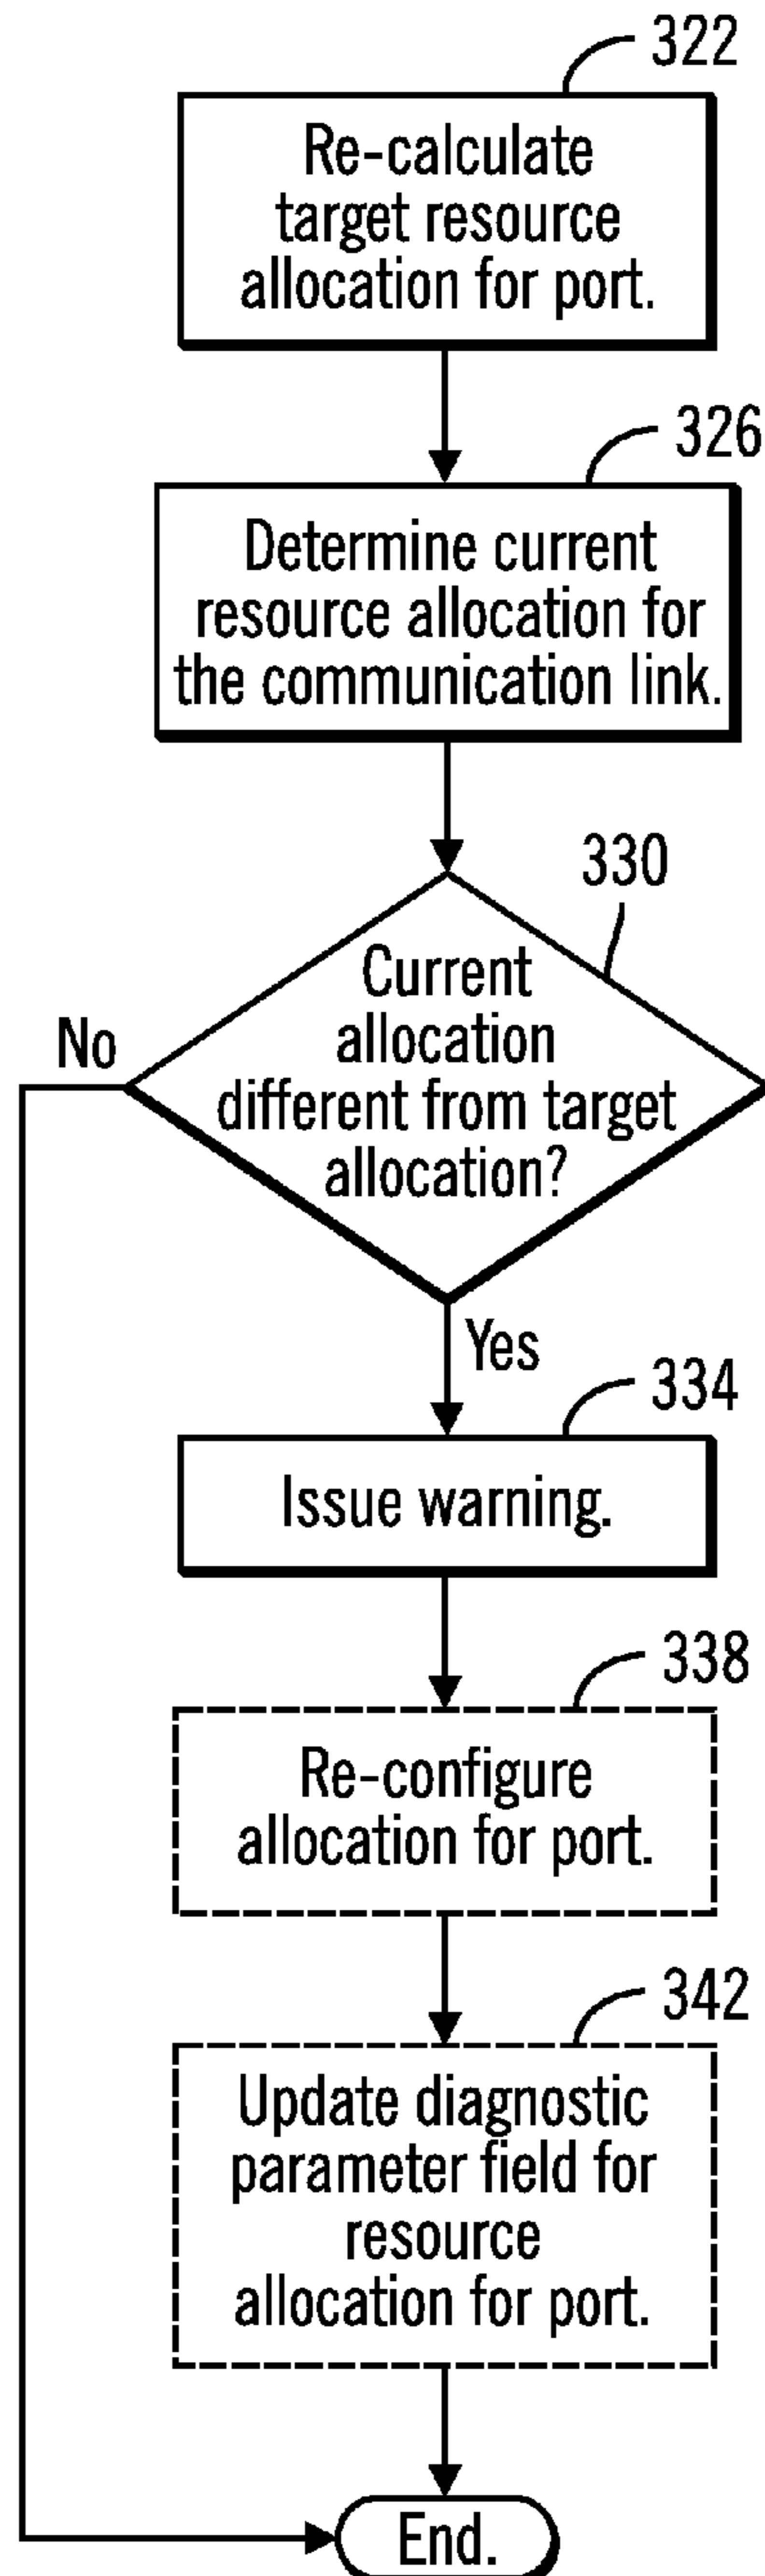 322
Re-calculate
target resource
allocation for port.
326
Determine current
resource allocation for
the communication link.
330
Current
allocation
different from target
allocation?
No
Yes
334
Issue warning.
338
Re-configure
allocation for port.
342
Update diagnostic
parameter field for
resource
allocation for port.
End.